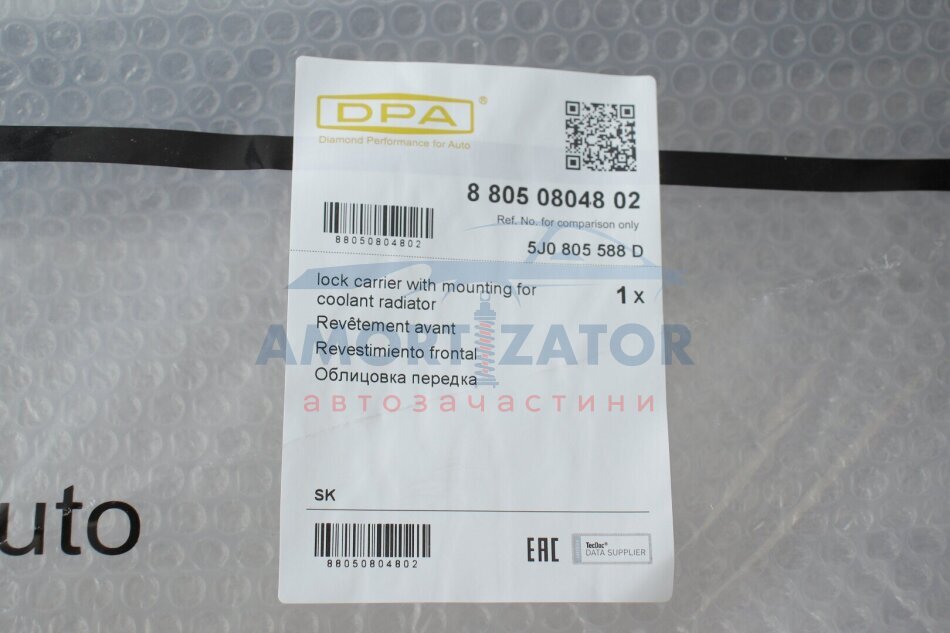 DPA®
Diamond Performance for Auto
8 805 08048 02
Ref. No. for comparison only
88050804802
5J0 805 588 D
lock carrier with mounting for
coolant radiator
1 x
Revêtement avant
AMORTIZATOR
Revestimiento frontal
Облицовка передка
автозачастини
uto
SK
88050804802
EAC
TecDoc®
DATA SUPPLIER